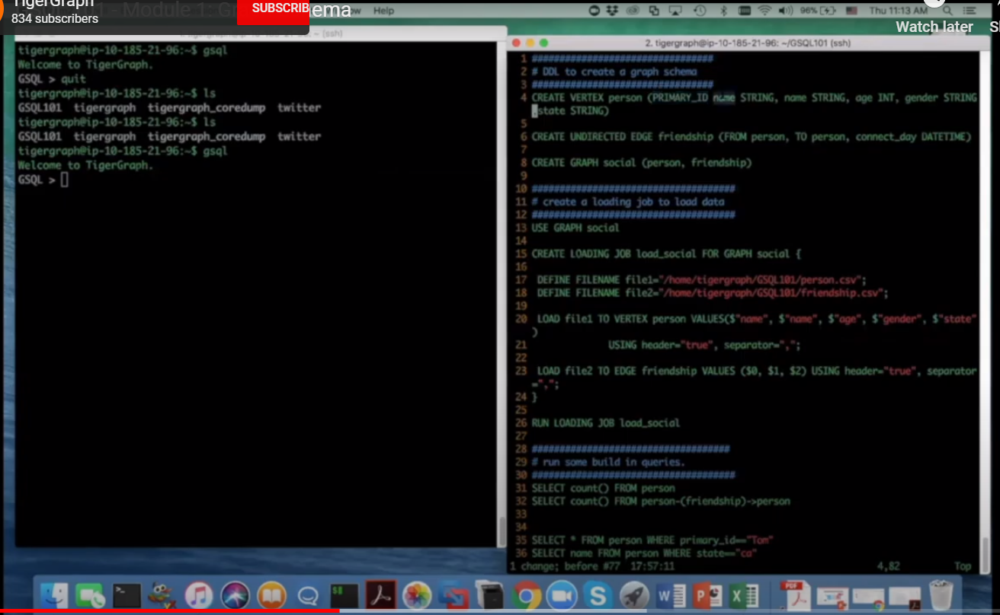 TigerGraph
834 subscribers
SUBSCRIB
1 - Module 1: Gr
ema
Help
96%
Thu 11:13 AM
Watch later
(ssh)
tigergraph@ip-10-185-21-96:~$ gsql
Welcome to TigerGraph.
GSQL > quit
tigergraph@ip-10-185-21-96:~$ ls
GSQL101 tigergraph tigergraph_coredump twitter
tigergraph@ip-10-185-21-96:~$ ls
GSQL101 tigergraph tigergraph_coredump twitter
tigergraph@ip-10-185-21-96:~$ gsql
Welcome to TigerGraph.
GSQL >
2. tigergraph@ip-10-185-21-96: ~/GSQL101 (ssh)
1 #################################
2 # DDL to create a graph schema
3 #################################
4 CREATE VERTEX person (PRIMARY_ID name STRING, name STRING, age INT, gender STRING
,state STRING)
5
6 CREATE UNDIRECTED EDGE friendship (FROM person, TO person, connect_day DATETIME)
7
8 CREATE GRAPH social (person, friendship)
9
10 #####################################
11 # create a loading job to load data
12 #####################################
13 USE GRAPH social
14
15 CREATE LOADING JOB load_social FOR GRAPH social {
16
17 DEFINE FILENAME file1="/home/tigergraph/GSQL101/person.csv";
18 DEFINE FILENAME file2="/home/tigergraph/GSQL101/friendship.csv";
19
20 LOAD file1 TO VERTEX person VALUES($"name", $"name", $"age", $"gender", $"state"
)
21 USING header="true", separator=",";
22
23 LOAD file2 TO EDGE friendship VALUES ($0, $1, $2) USING header="true", separator
=",";
24 }
25
26 RUN LOADING JOB load_social
27
28 ####################################
29 # run some build in queries.
30 #####################################
31 SELECT count() FROM person
32 SELECT count() FROM person-(friendship)->person
33
34
35 SELECT * FROM person WHERE primary_id=="Tom"
36 SELECT name FROM person WHERE state=="ca"
1 change; before #77 17:57:11
4,82
Top
PDF